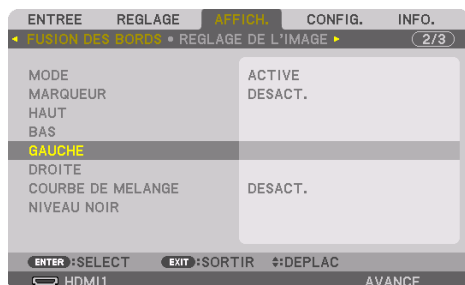 ENTREE REGLAGE AFFICH. CONFIG. INFO.
FUSION DES BORDS • REGLAGE DE L'IMAGE 2/3
MODE ACTIVE
MARQUEUR DESACT.
HAUT
BAS
GAUCHE
DROITE
COURBE DE MELANGE DESACT.
NIVEAU NOIR
ENTER :SELECT EXIT :SORTIR :DEPLAC
HDMI1 AVANCE